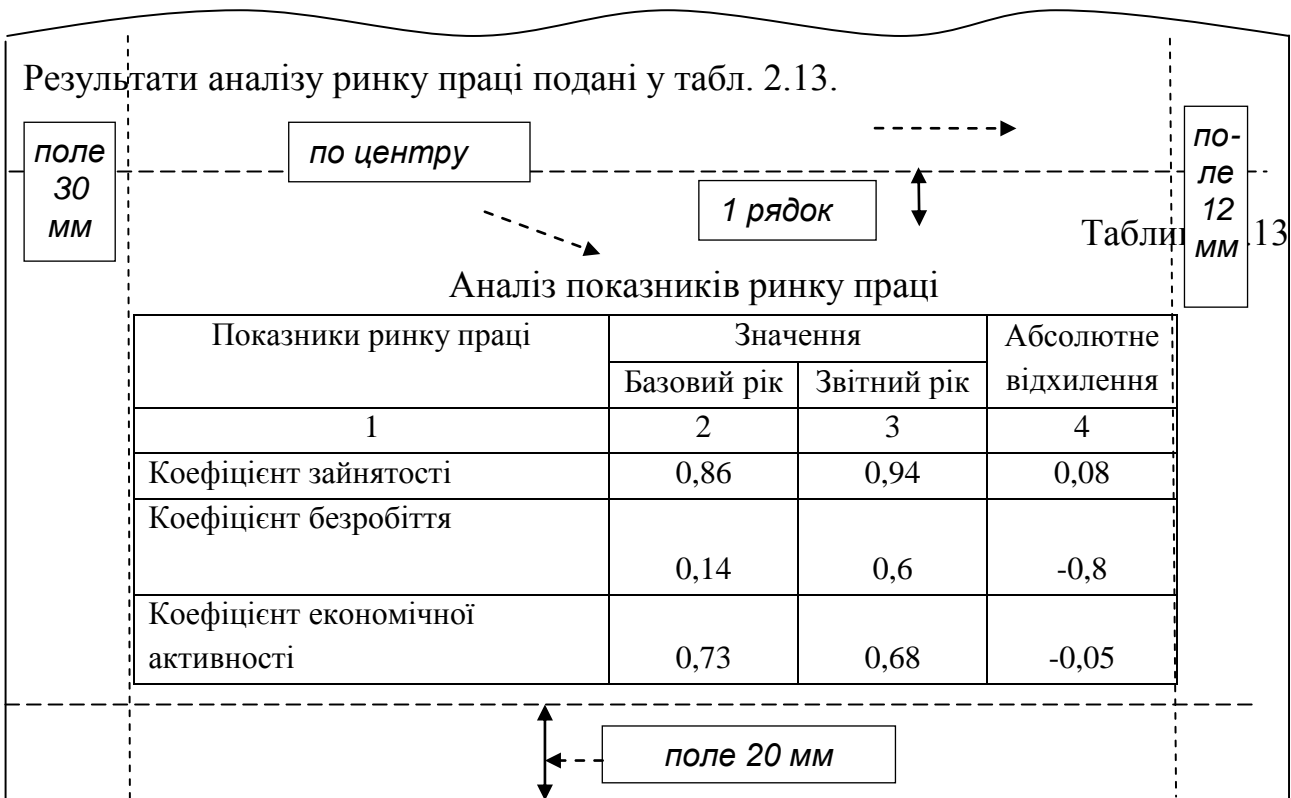 Результати аналізу ринку праці подані у табл. 2.13.
поле
30
мм
по центру
1 рядок
по-
ле
12
мм
.13
Аналіз показників ринку праці
Показники ринку праці Значення Абсолютне відхилення
Базовий рік Звітний рік
1 2 3 4
Коефіцієнт зайнятості 0,86 0,94 0,08
Коефіцієнт безробіття
0,14 0,6 -0,8
Коефіцієнт економічної
активності 0,73 0,68 -0,05
поле 20 мм